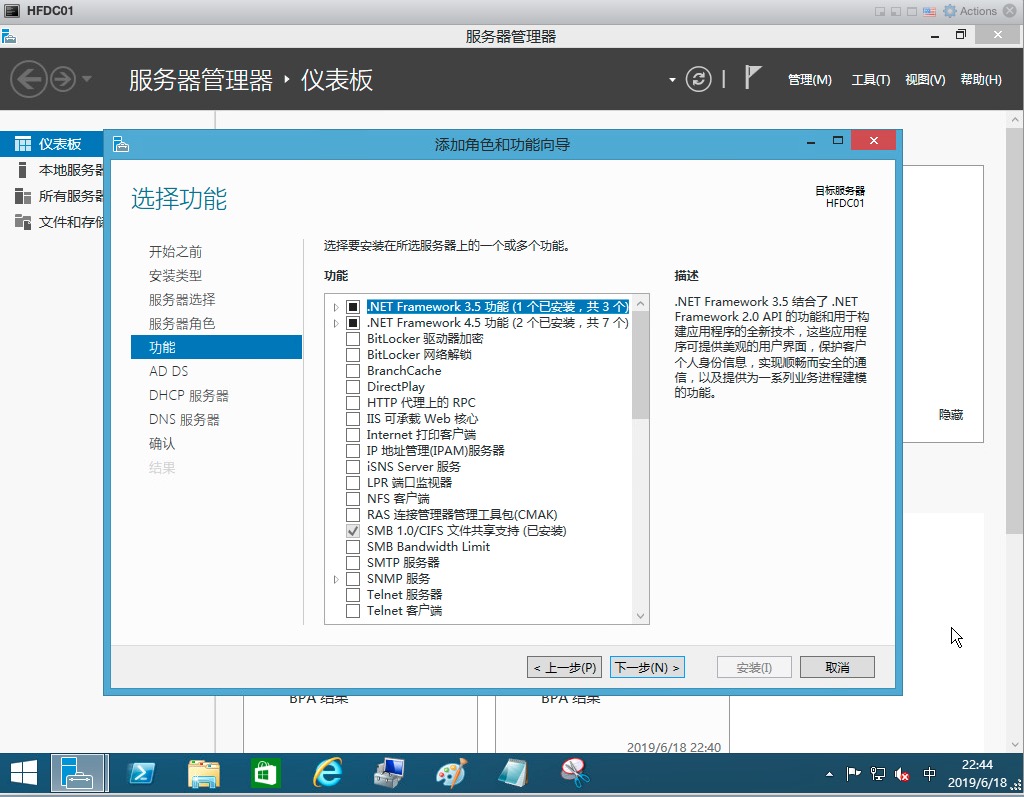 HFDC01
Actions
服务器管理器
服务器管理器 ‣ 仪表板
管理(M) 工具(T) 视图(V) 帮助(H)
仪表板
本地服务器
所有服务器
文件和存储
添加角色和功能向导
选择功能
目标服务器
HFDC01
开始之前
安装类型
服务器选择
服务器角色
功能
AD DS
DHCP 服务器
DNS 服务器
确认
结果
选择要安装在所选服务器上的一个或多个功能。
功能
.NET Framework 3.5 功能 (1 个已安装，共 3 个)
.NET Framework 4.5 功能 (2 个已安装，共 7 个)
BitLocker 驱动器加密
BitLocker 网络解锁
BranchCache
DirectPlay
HTTP 代理上的 RPC
IIS 可承载 Web 核心
Internet 打印客户端
IP 地址管理(IPAM)服务器
iSNS Server 服务
LPR 端口监视器
NFS 客户端
RAS 连接管理器管理工具包(CMAK)
SMB 1.0/CIFS 文件共享支持 (已安装)
SMB Bandwidth Limit
SMTP 服务器
SNMP 服务
Telnet 服务器
Telnet 客户端
描述
.NET Framework 3.5 结合了 .NET
Framework 2.0 API 的功能和用于构
建应用程序的全新技术，这些应用程
序可提供美观的用户界面，保护客户
个人身份信息，实现顺畅而安全的通
信，以及提供为一系列业务进程建模
的功能。
隐藏
< 上一步(P) 下一步(N) > 安装(I) 取消
BPA 结果 BPA 结果
2019/6/18 22:40
中
22:44
2019/6/18